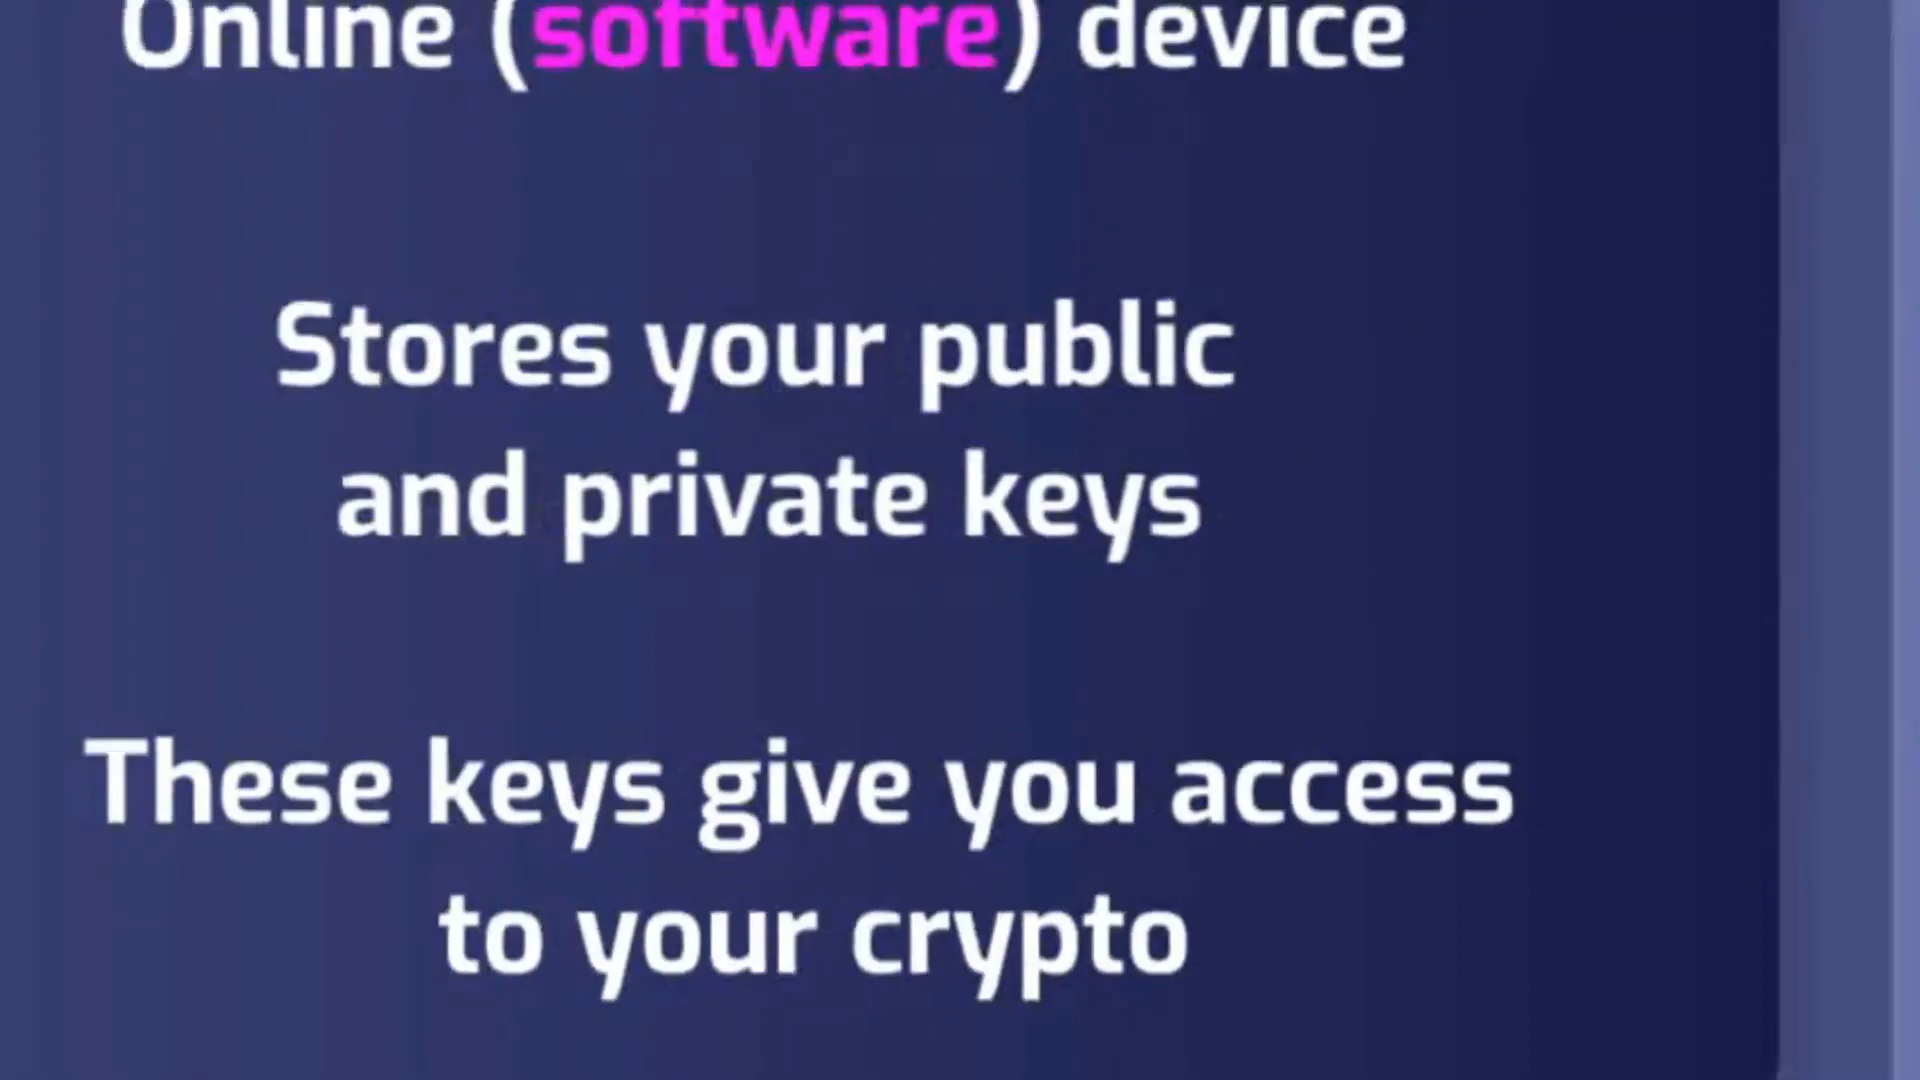 Online (software) device
Stores your public
and private keys
These keys give you access
to your crypto